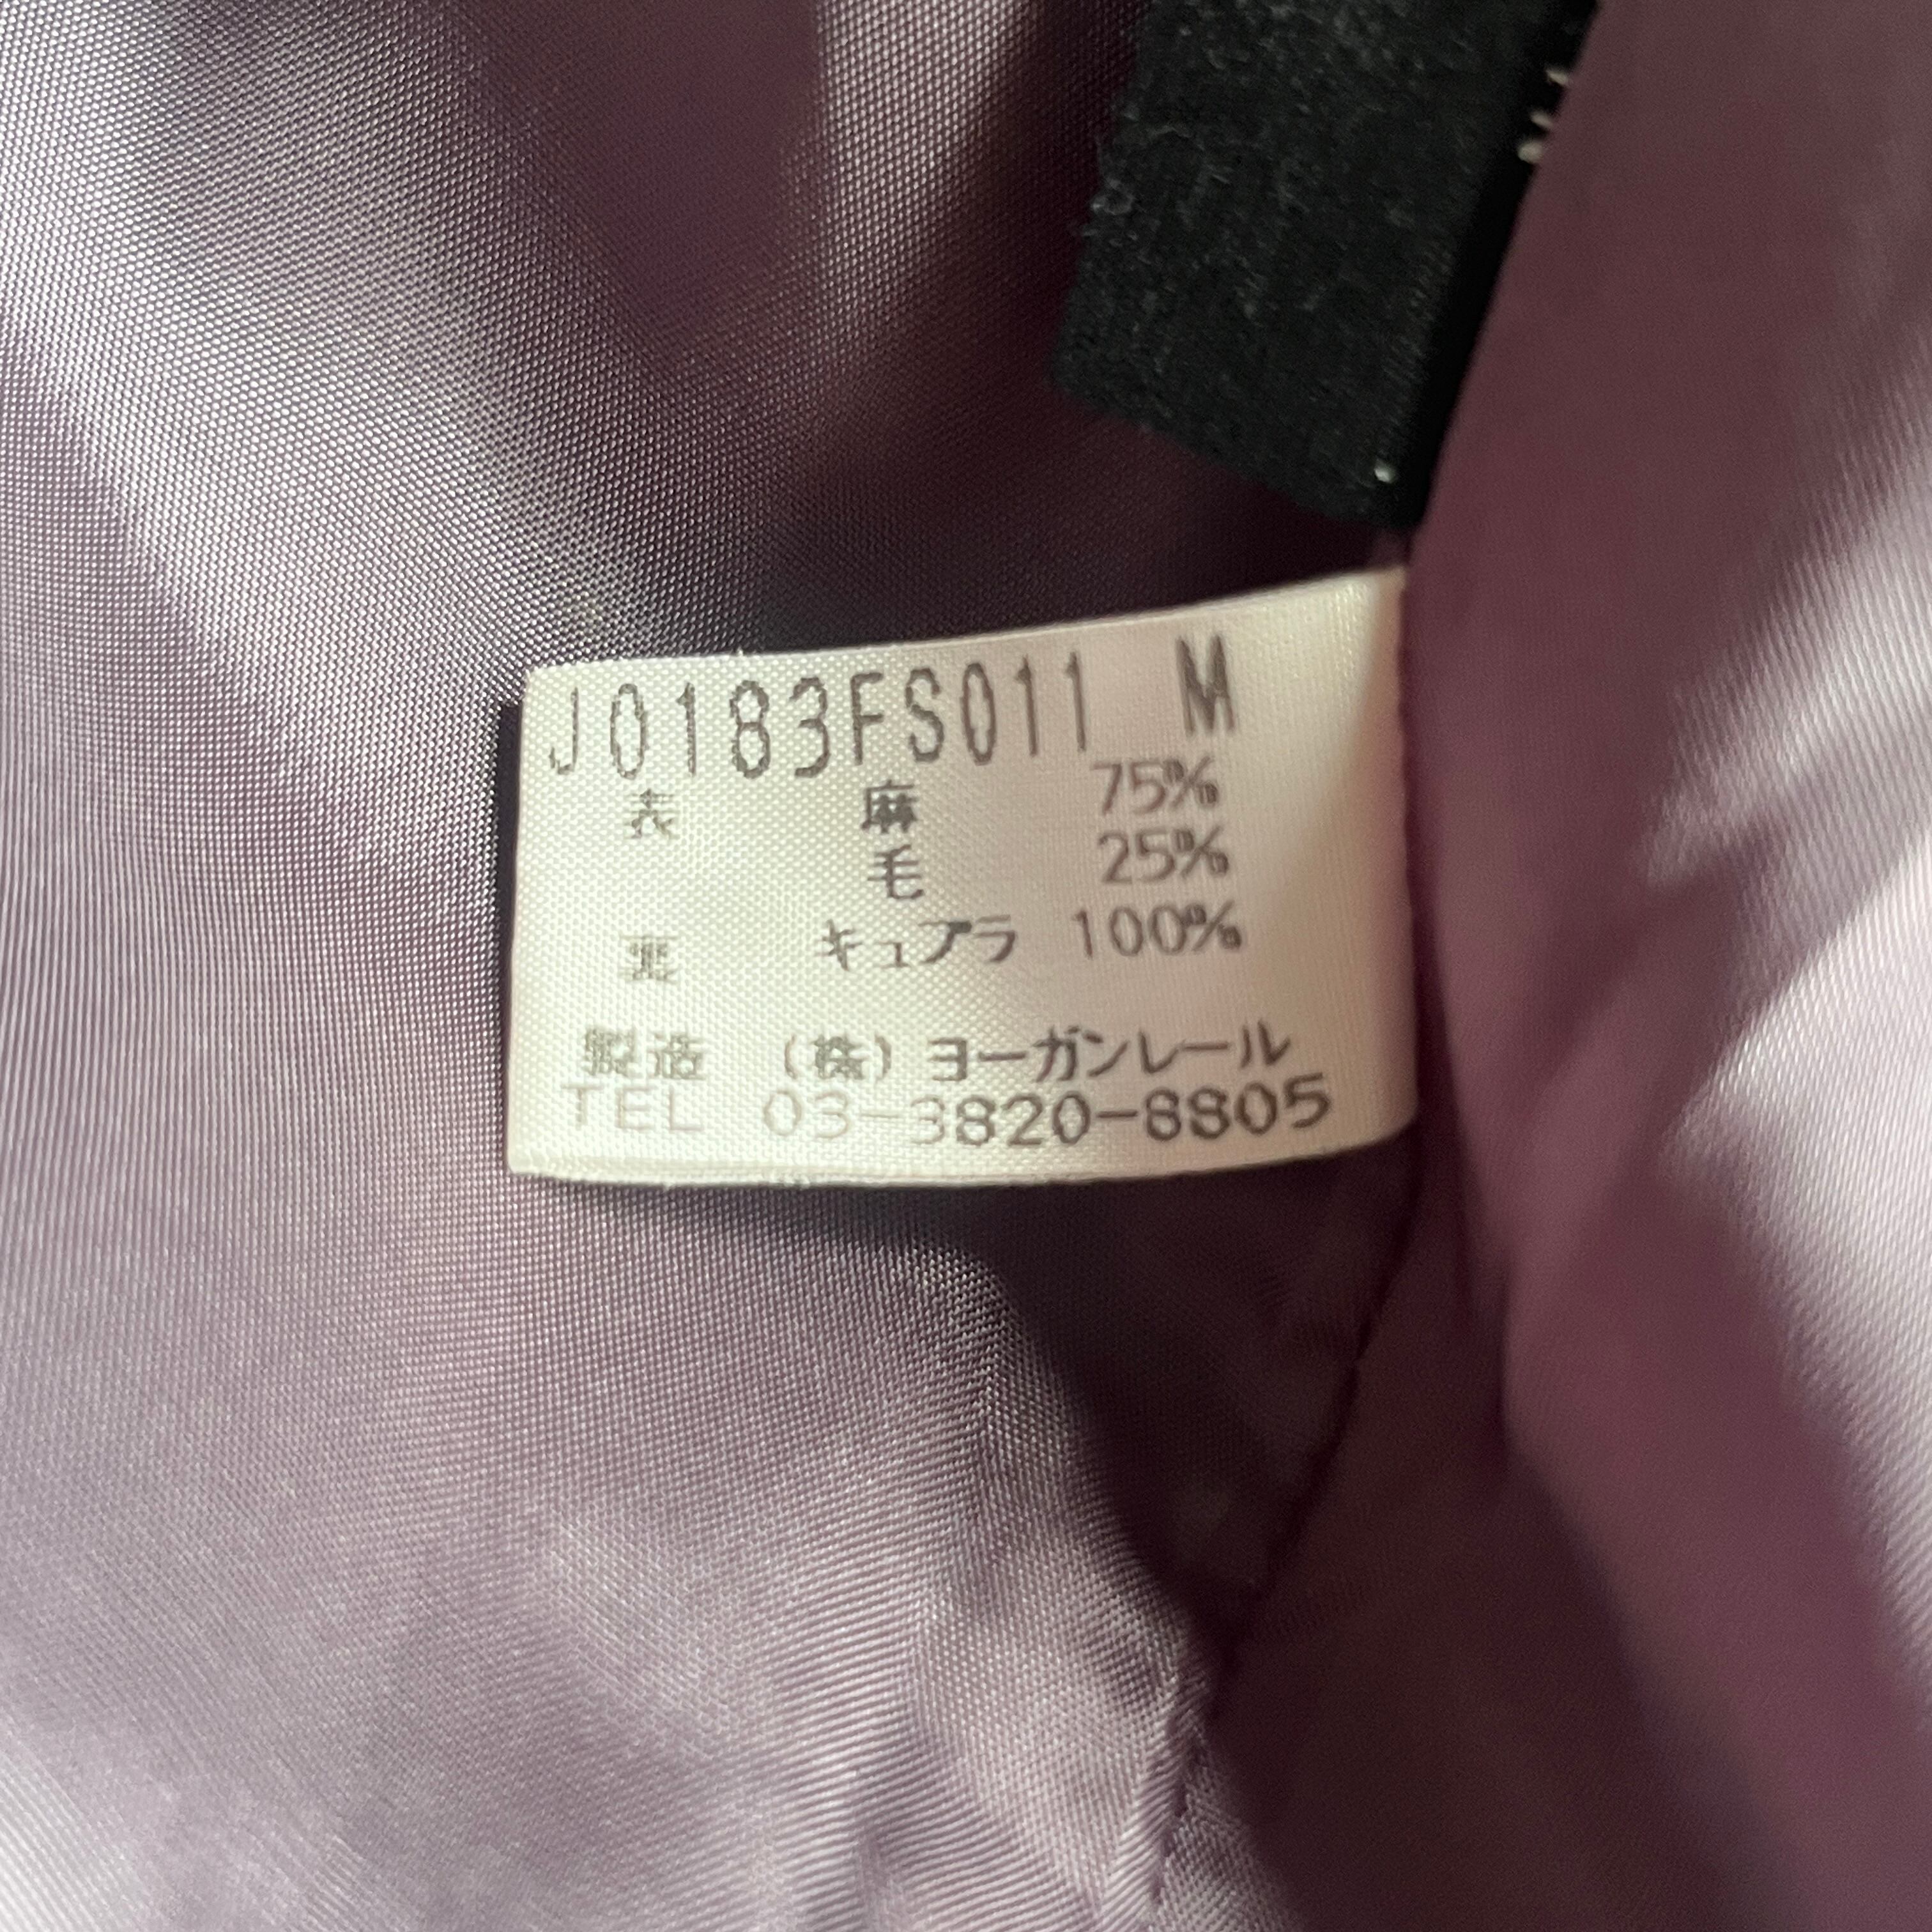 J0183FS011 M
表 麻 75%
毛 25%
裏 キュプラ 100%
製造 (株) ヨーガンレール
TEL 03-3820-8805